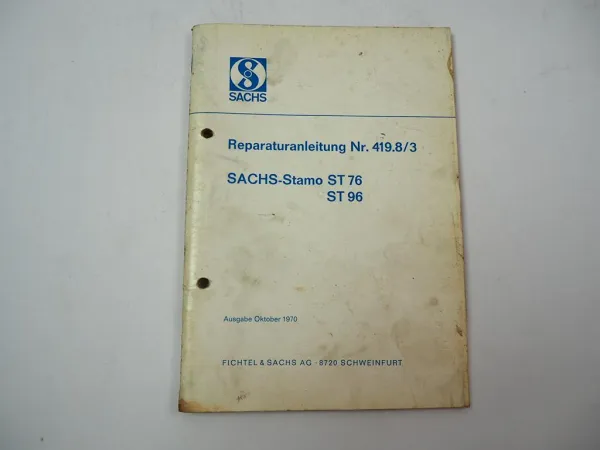 SACHS
Reparaturanleitung Nr. 419.8/3
SACHS-Stamo ST 76
ST 96
Ausgabe Oktober 1970
FICHTEL & SACHS AG - 8720 SCHWEINFURT